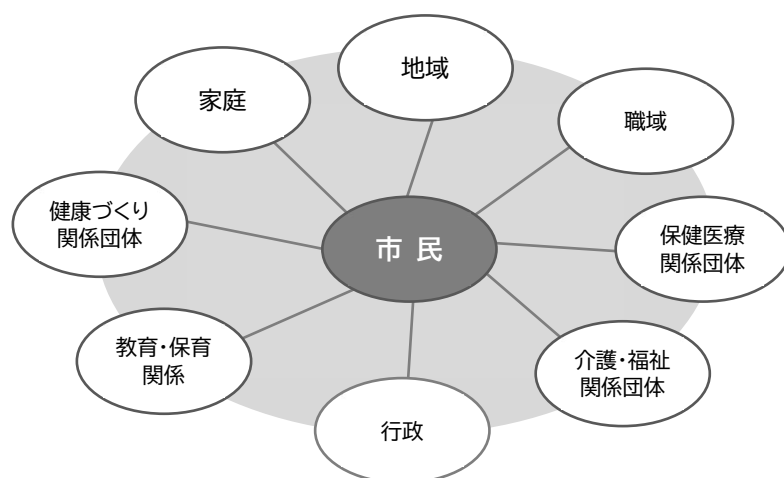 地域
家庭
職域
健康づくり
関係団体
市 民
保健医療
関係団体
教育・保育
関係
介護・福祉
関係団体
行政